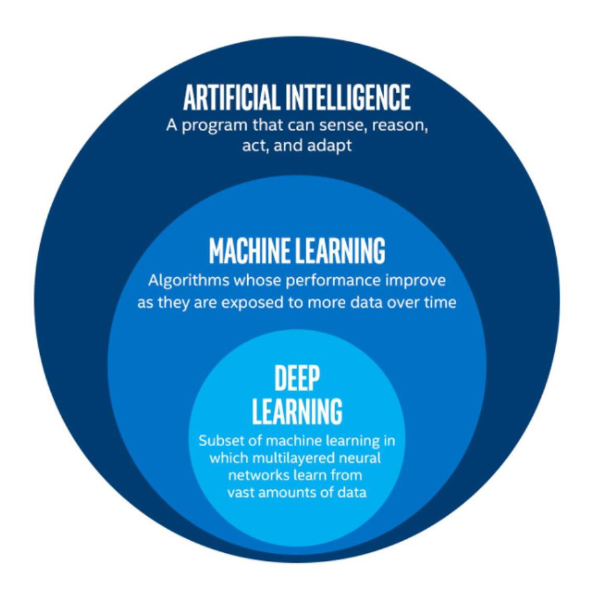 ARTIFICIAL INTELLIGENCE
A program that can sense, reason,
act, and adapt
MACHINE LEARNING
Algorithms whose performance improve
as they are exposed to more data over time
DEEP
LEARNING
Subset of machine learning in
which multilayered neural
networks learn from
vast amounts of data